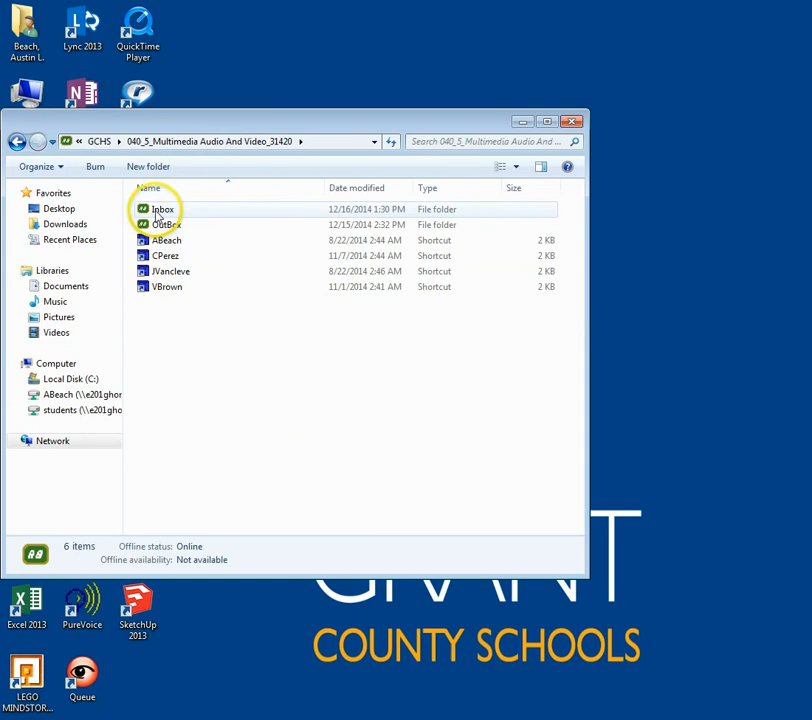 Beach, Austin L.
Lync 2013
QuickTime Player
« GCHS 040_5_Multimedia Audio And Video_31420
Search 040_5_Multimedia Audio And ...
Organize Burn New folder
Name Date modified Type Size
Favorites
Desktop
Downloads
Recent Places
Libraries
Documents
Music
Pictures
Videos
Computer
Local Disk (C:)
ABeach (\\e201ghor
students (\\e201gho
Network
Inbox 12/16/2014 1:30 PM File folder
OutBox 12/15/2014 2:32 PM File folder
ABeach 8/22/2014 2:44 AM Shortcut 2 KB
CPerez 11/7/2014 2:44 AM Shortcut 2 KB
JVancleve 8/22/2014 2:46 AM Shortcut 2 KB
VBrown 11/1/2014 2:41 AM Shortcut 2 KB
6 items Offline status: Online
Offline availability: Not available
GRANT
COUNTY SCHOOLS
Excel 2013
PureVoice
SketchUp 2013
LEGO MINDSTOR...
Queue